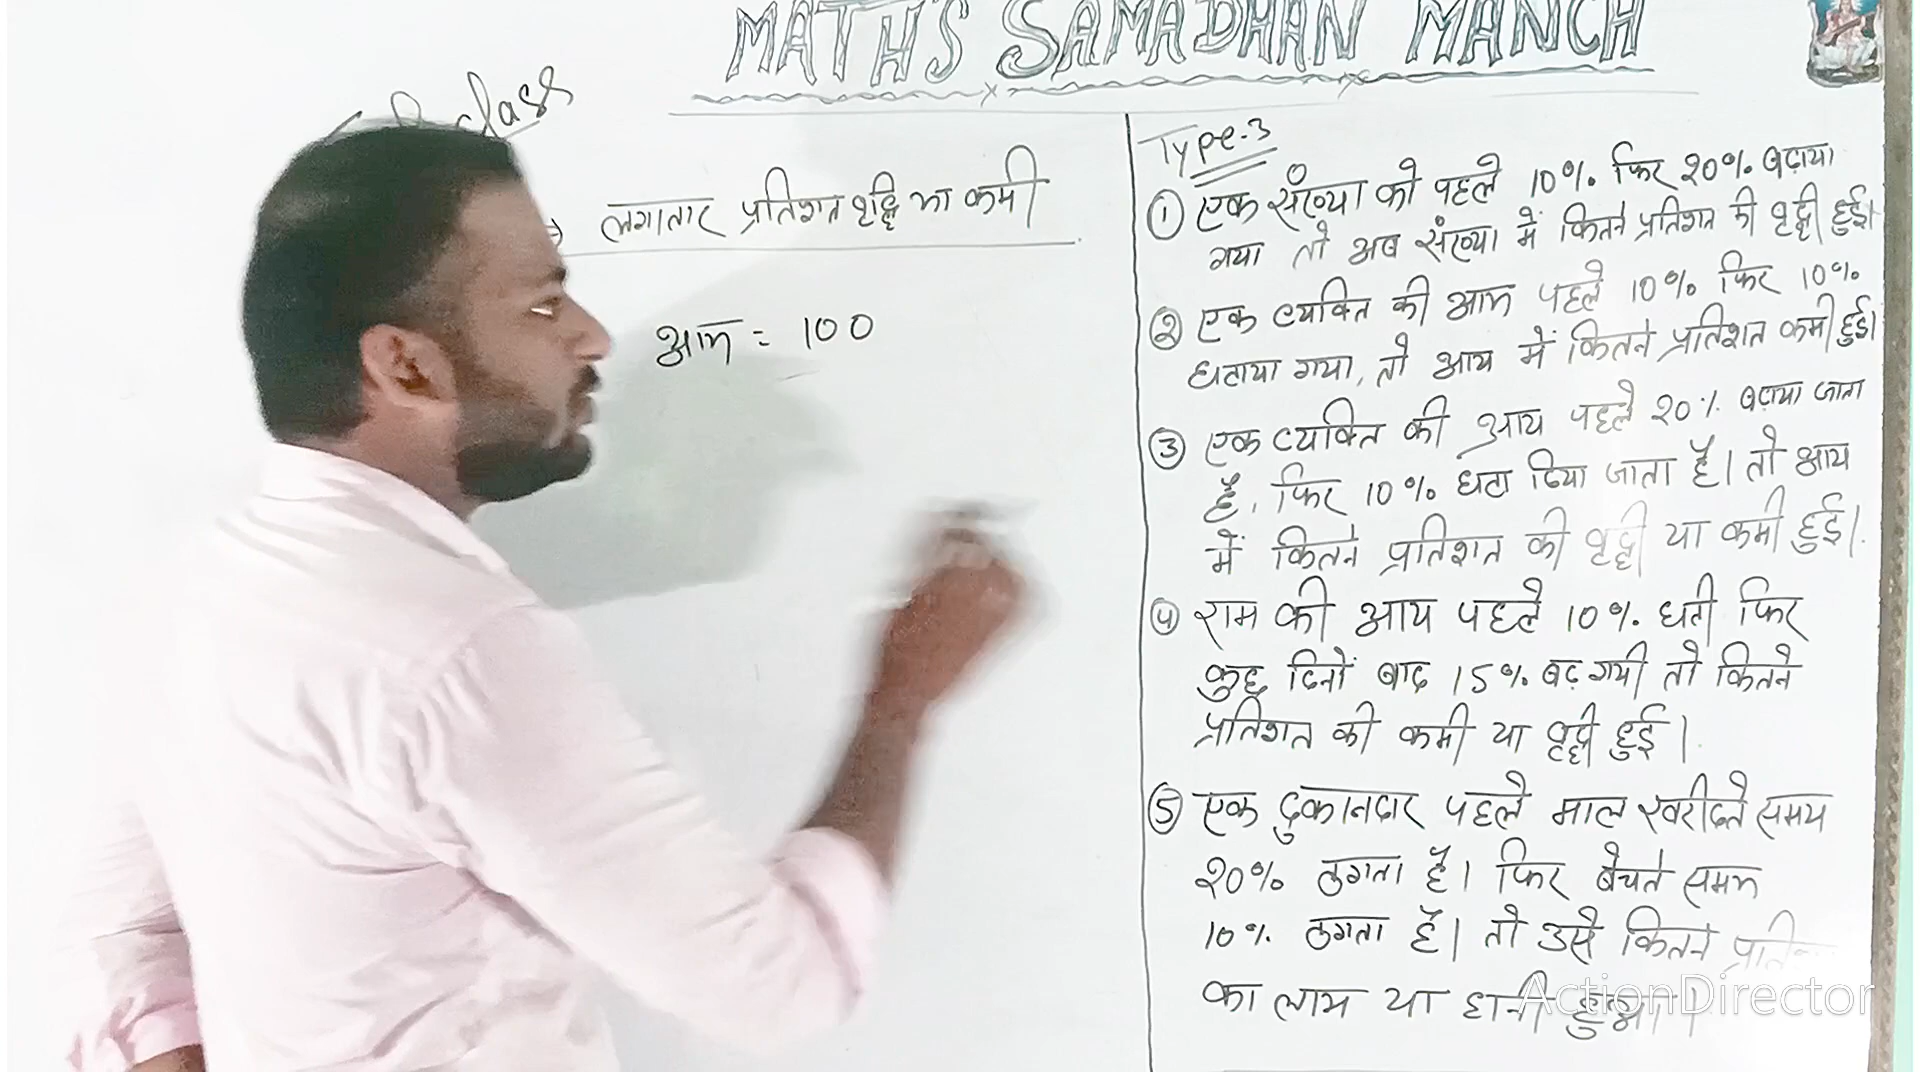 MATH'S SAMADHAN MANCH
class
लगातार प्रतिशत वृद्धि या कमी
आय = 100
Type-3
① एक संख्या को पहले 10% फिर 20% बढ़ाया
गया तो अब संख्या में कितने प्रतिशत की वृद्धी हुई।
② एक व्यक्ति की आय पहले 10% फिर 10%
घटाया गया, तो आय में कितने प्रतिशत कमी हुई।
③ एक व्यक्ति की आय पहले 20% बढ़ाया जाता
है, फिर 10% घटा दिया जाता है। तो आय
में कितने प्रतिशत की वृद्धी या कमी हुई।
④ राम की आय पहले 10% घटी फिर
कुछ दिनों बाद 15% बढ़ गयी तो कितने
प्रतिशत की कमी या वृद्धी हुई।
⑤ एक दुकानदार पहले माल खरीदते समय
20% ठगता है। फिर बेचते समय
10% ठगता है। तो उसे कितने
का लाभ या हानी हुआ।
ActionDirector